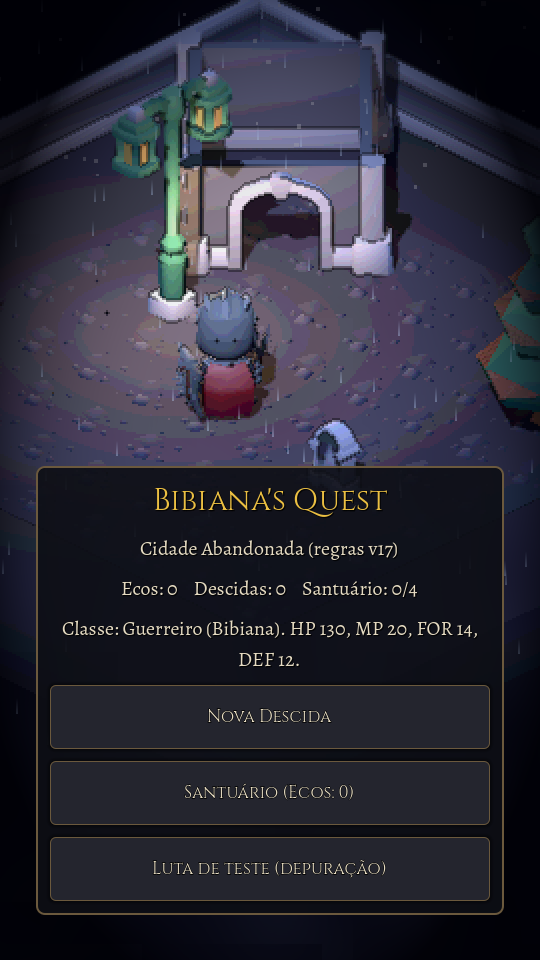 Bibiana's Quest
Cidade Abandonada (regras v17)
Ecos: 0 Descidas: 0 Santuário: 0/4
Classe: Guerreiro (Bibiana). HP 130, MP 20, FOR 14,
DEF 12.
Nova Descida
Santuário (Ecos: 0)
Luta de teste (depuração)